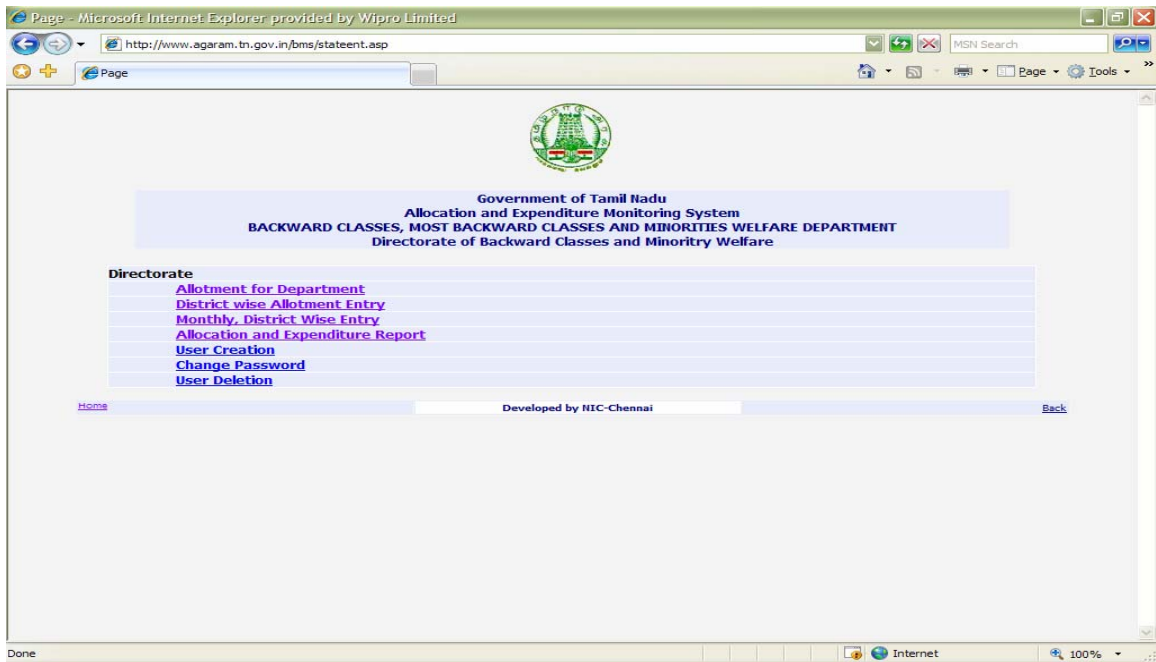 Page - Microsoft Internet Explorer provided by Wipro Limited
http://www.agaram.tn.gov.in/bms/stateent.asp
MSN Search
Page
Page
Tools
Government of Tamil Nadu
Allocation and Expenditure Monitoring System
BACKWARD CLASSES, MOST BACKWARD CLASSES AND MINORITIES WELFARE DEPARTMENT
Directorate of Backward Classes and Minoritry Welfare
Directorate
Allotment for Department
District wise Allotment Entry
Monthly, District Wise Entry
Allocation and Expenditure Report
User Creation
Change Password
User Deletion
Home
Developed by NIC-Chennai
Back
Done
Internet
100%